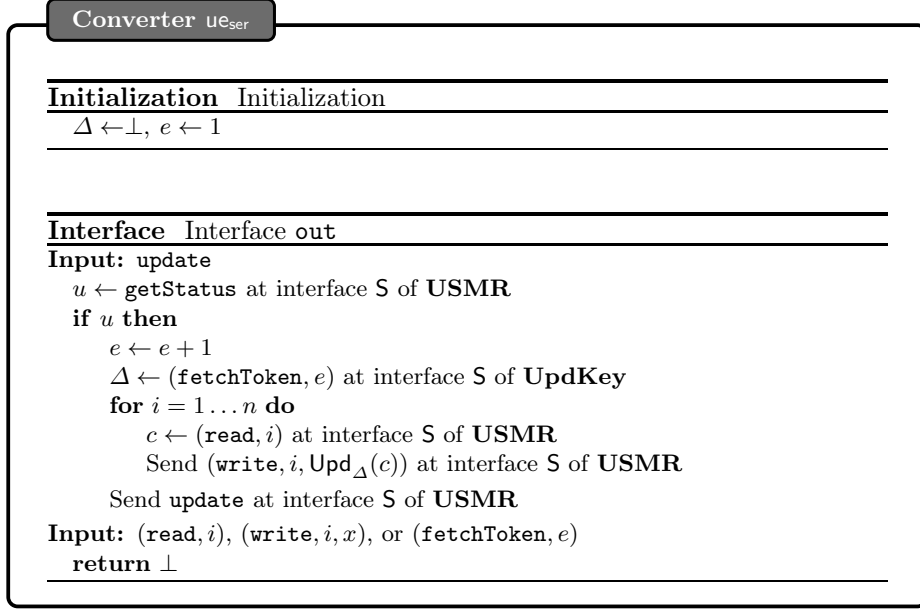 Converter ue_ser
Initialization Initialization
Δ ←⊥, e ← 1
Interface Interface out
Input: update
u ← getStatus at interface S of USMR
if u then
e ← e + 1
Δ ← (fetchToken, e) at interface S of UpdKey
for i = 1 . . . n do
c ← (read, i) at interface S of USMR
Send (write, i, Upd_Δ(c)) at interface S of USMR
Send update at interface S of USMR
Input: (read, i), (write, i, x), or (fetchToken, e)
return ⊥